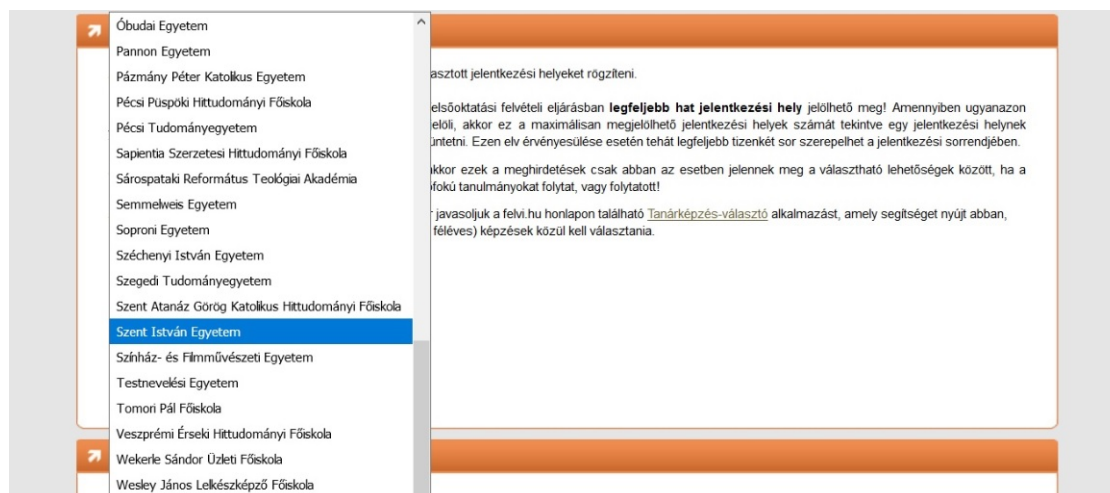 Óbudai Egyetem
Pannon Egyetem
Pázmány Péter Katolikus Egyetem
Pécsi Püspöki Hittudományi Főiskola
Pécsi Tudományegyetem
Sapientia Szerzetesi Hittudományi Főiskola
Sárospataki Református Teológiai Akadémia
Semmelweis Egyetem
Soproni Egyetem
Széchenyi István Egyetem
Szegedi Tudományegyetem
Szent Atanáz Görög Katolikus Hittudományi Főiskola
Szent István Egyetem
Színház- és Filmművészeti Egyetem
Testnevelési Egyetem
Tomori Pál Főiskola
Veszprémi Érseki Hittudományi Főiskola
Wekerle Sándor Üzleti Főiskola
Wesley János Lelkészképző Főiskola
asztott jelentkezési helyeket rögzíteni.
elsőoktatási felvételi eljárásban legfeljebb hat jelentkezési hely jelölhető meg! Amennyiben ugyanazon
jelöli, akkor ez a maximálisan megjelölhető jelentkezési helyek számát tekintve egy jelentkezési helynek
üntetni. Ezen elv érvényesülése esetén tehát legfeljebb tizenkét sor szerepelhet a jelentkezési sorrendjében.
akkor ezek a meghirdetések csak abban az esetben jelennek meg a választható lehetőségek között, ha a
ófokú tanulmányokat folytat, vagy folytatott!
javasoljuk a felvi.hu honlapon található Tanárképzés-választó alkalmazást, amely segítséget nyújt abban,
féléves) képzések közül kell választania.